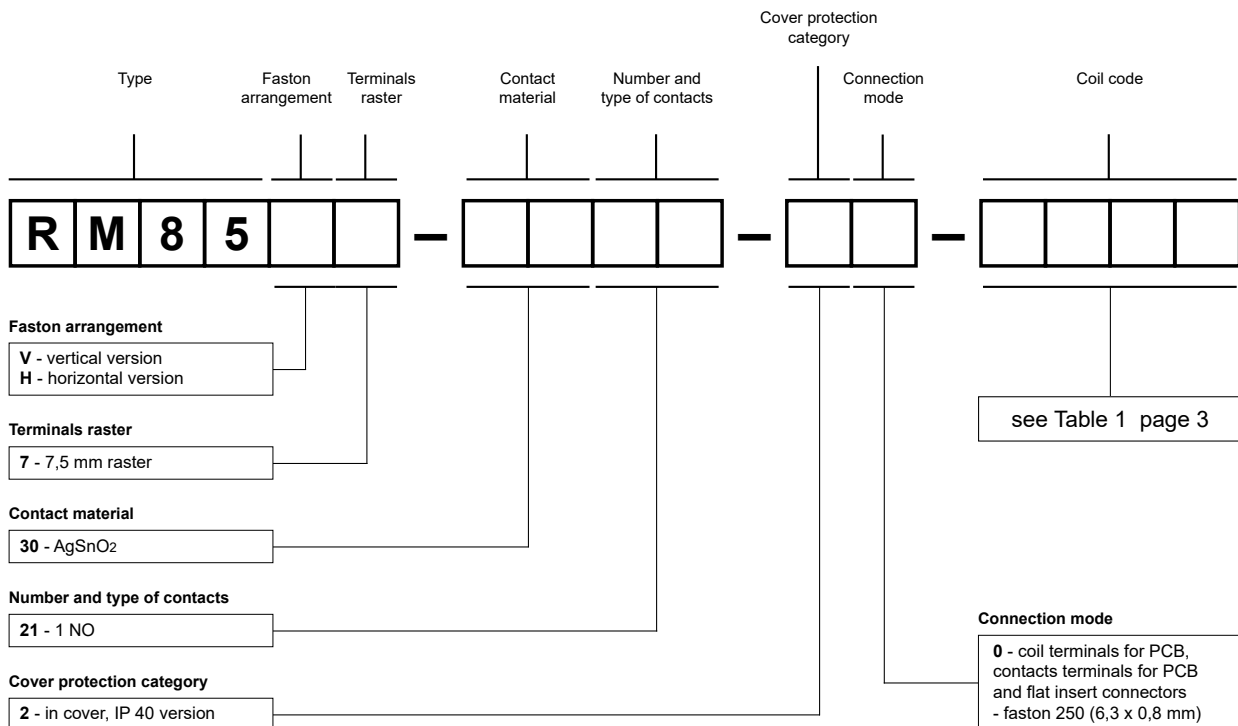 Cover protection
category
Type
Faston
arrangement
Terminals
raster
Contact
material
Number and
type of contacts
Connection
mode
Coil code
R M 8 5 – – –
Faston arrangement
V - vertical version
H - horizontal version
see Table 1 page 3
Terminals raster
7 - 7,5 mm raster
Contact material
30 - AgSnO2
Number and type of contacts
21 - 1 NO
Connection mode
0 - coil terminals for PCB,
contacts terminals for PCB
and flat insert connectors
- faston 250 (6,3 x 0,8 mm)
Cover protection category
2 - in cover, IP 40 version